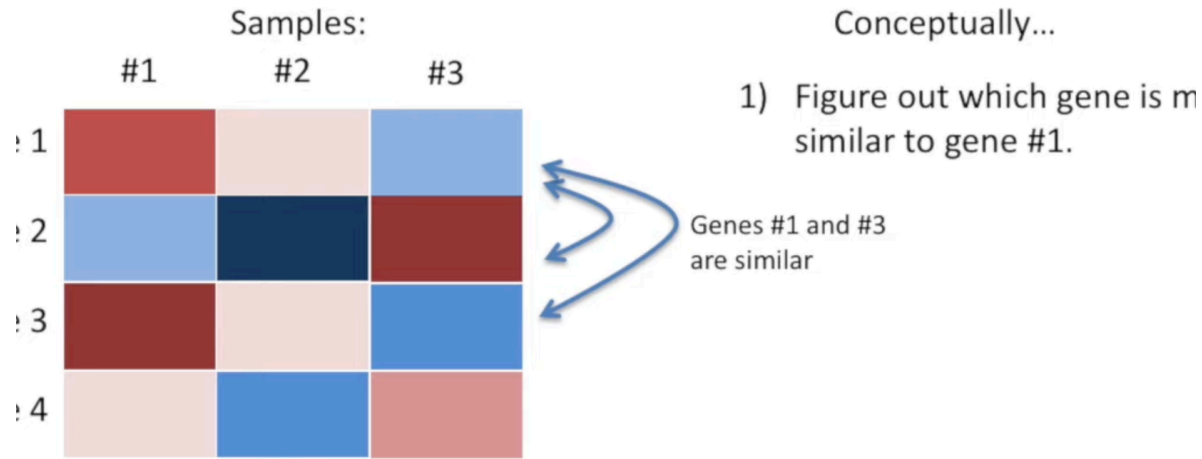 Samples:
#1 #2 #3
1
2
3
4
Conceptually...
1) Figure out which gene is
similar to gene #1.
Genes #1 and #3
are similar